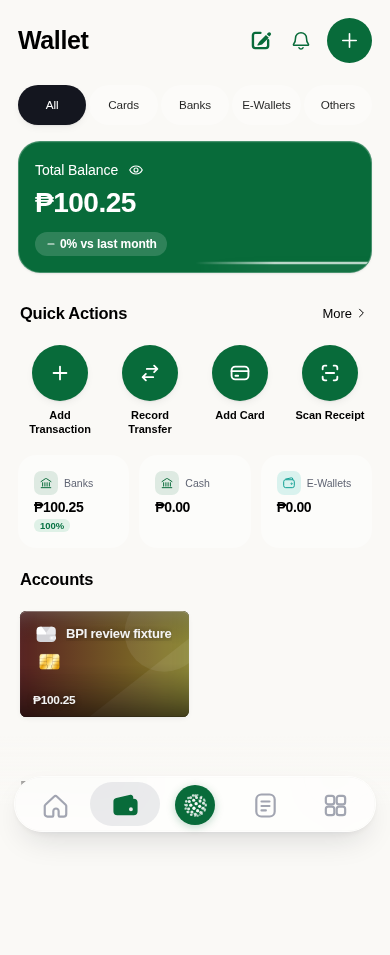 Wallet
All Cards Banks E-Wallets Others
Total Balance
₱100.25
− 0% vs last month
Quick Actions More
Add Transaction
Record Transfer
Add Card
Scan Receipt
Banks
₱100.25
100%
Cash
₱0.00
E-Wallets
₱0.00
Accounts
BPI review fixture
₱100.25